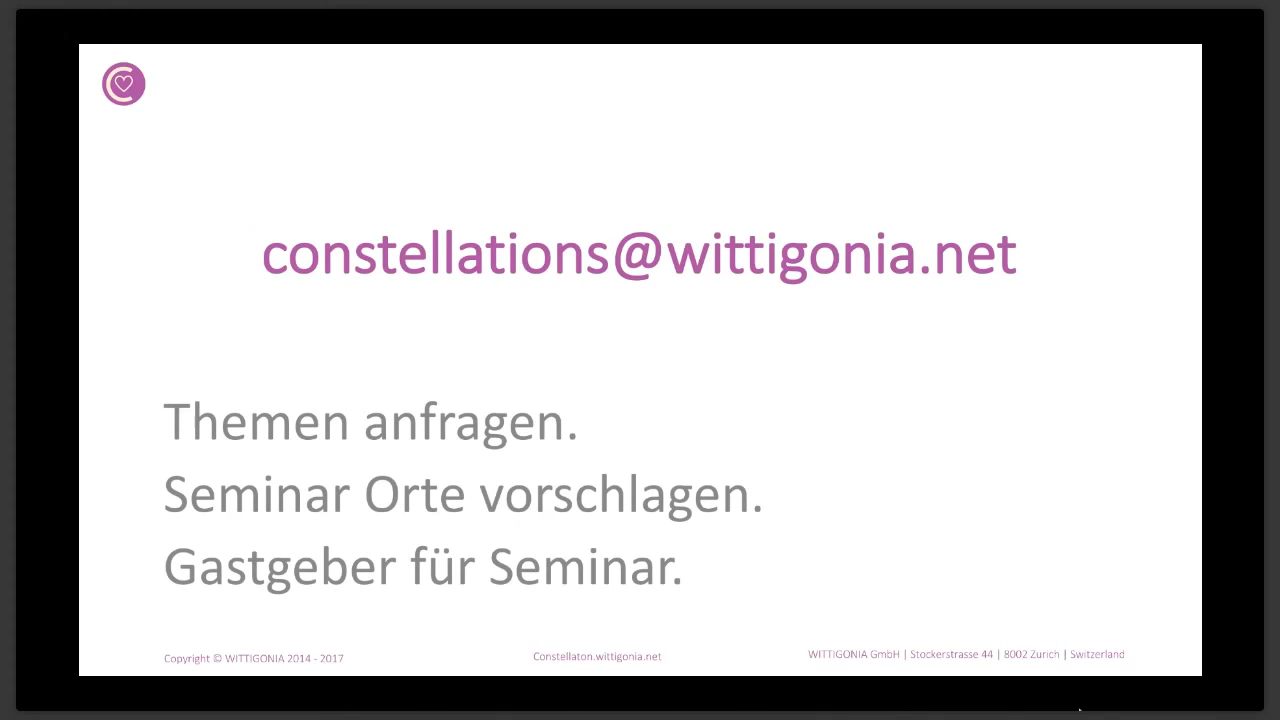 constellations@wittigonia.net
Themen anfragen.
Seminar Orte vorschlagen.
Gastgeber für Seminar.
Copyright © WITTIGONIA 2014 - 2017
Constellaton.wittigonia.net
WITTIGONIA GmbH | Stockerstrasse 44 | 8002 Zurich | Switzerland